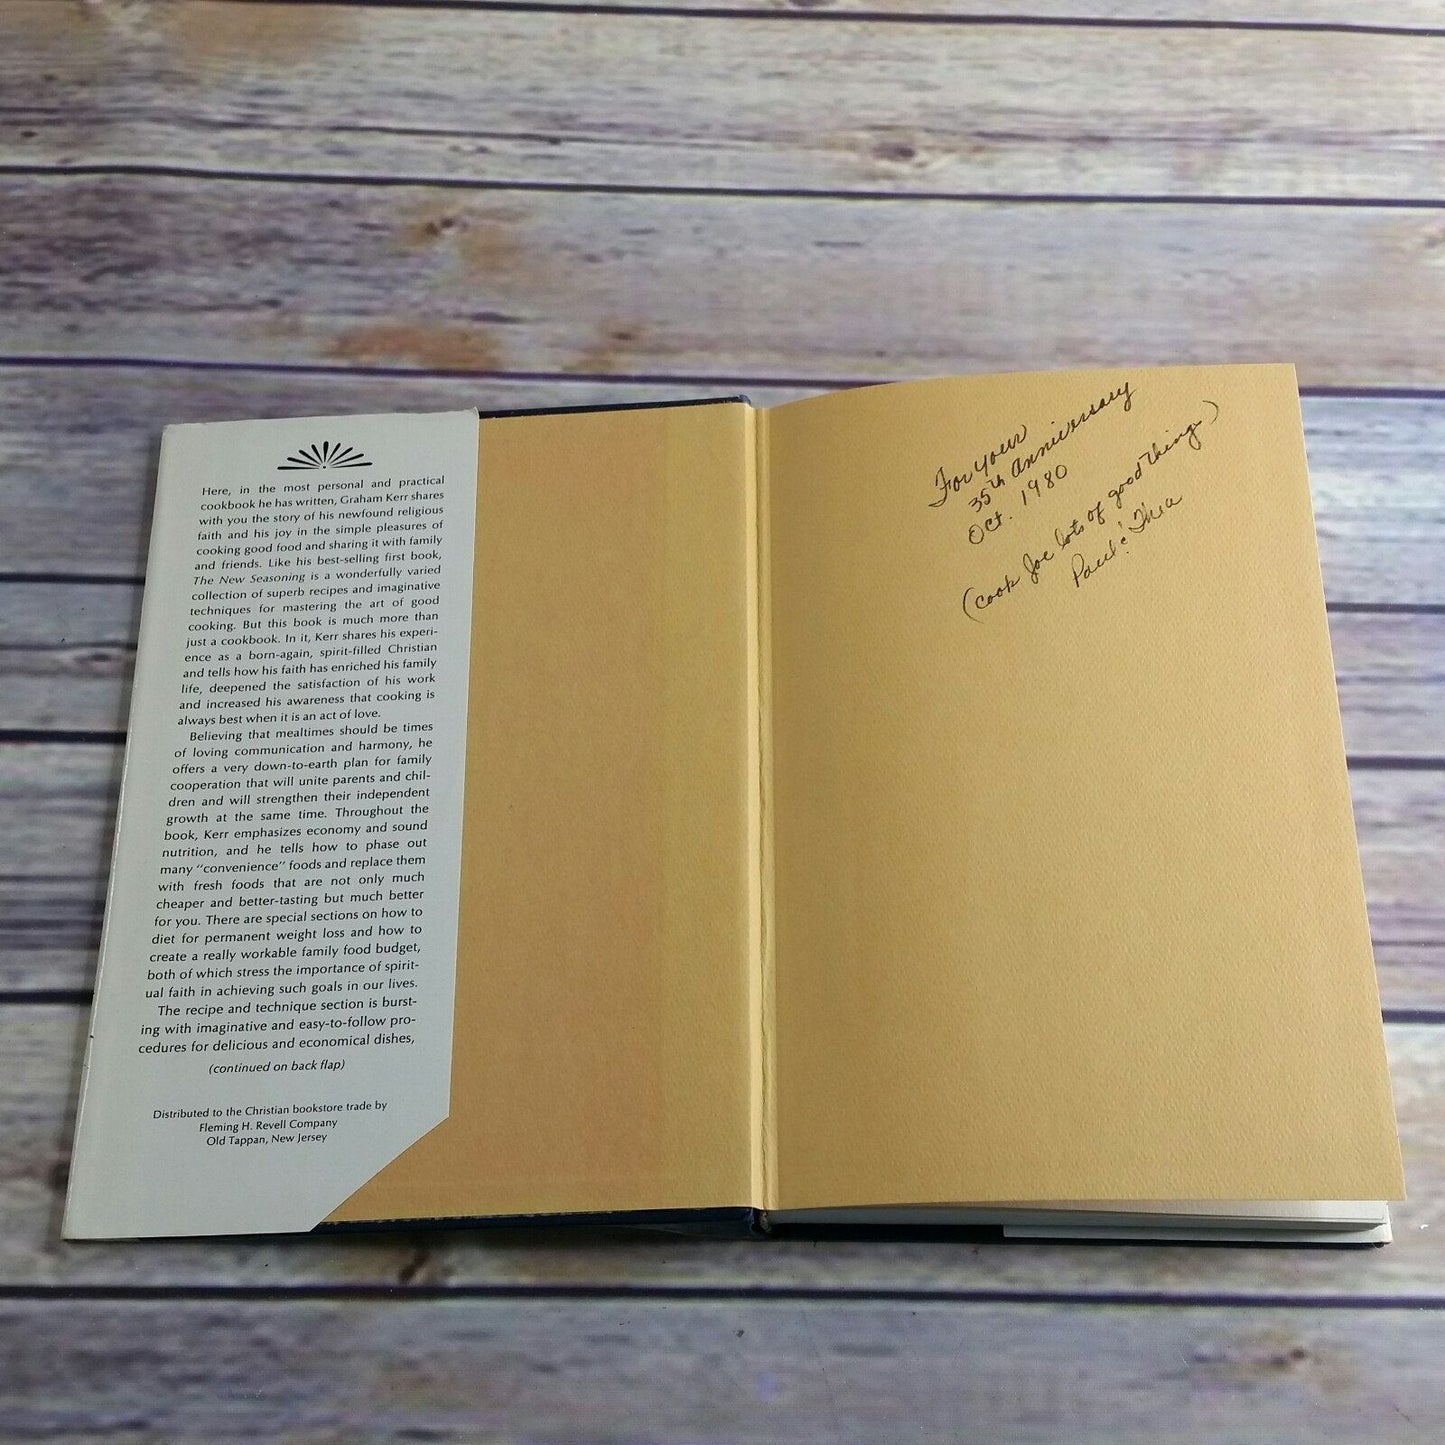 Here, in the most personal and practical
cookbook he has written, Graham Kerr shares
with you the story of his newfound religious
faith and his joy in the simple pleasures of
cooking good food and sharing it with family
and friends. Like his best-selling first book,
The New Seasoning is a wonderfully varied
collection of superb recipes and imaginative
techniques for mastering the art of good
cooking. But this book is much more than
just a cookbook. In it, Kerr shares his experi-
ence as a born-again, spirit-filled Christian
and tells how his faith has enriched his family
life, deepened the satisfaction of his work
and increased his awareness that cooking is
always best when it is an act of love.
Believing that mealtimes should be times
of loving communication and harmony, he
offers a very down-to-earth plan for family
cooperation that will unite parents and chil-
dren and will strengthen their independent
growth at the same time. Throughout the
book, Kerr emphasizes economy and sound
nutrition, and he tells how to phase out
many “convenience” foods and replace them
with fresh foods that are not only much
cheaper and better-tasting but much better
for you. There are special sections on how to
diet for permanent weight loss and how to
create a really workable family food budget,
both of which stress the importance of spirit-
ual faith in achieving such goals in our lives.
The recipe and technique section is burst-
ing with imaginative and easy-to-follow pro-
cedures for delicious and economical dishes,
(continued on back flap)
Distributed to the Christian bookstore trade by
Fleming H. Revell Company
Old Tappan, New Jersey
For your
35th Anniversary
Oct. 1980
(Cook Joe lots of good things)
Paul & Thea